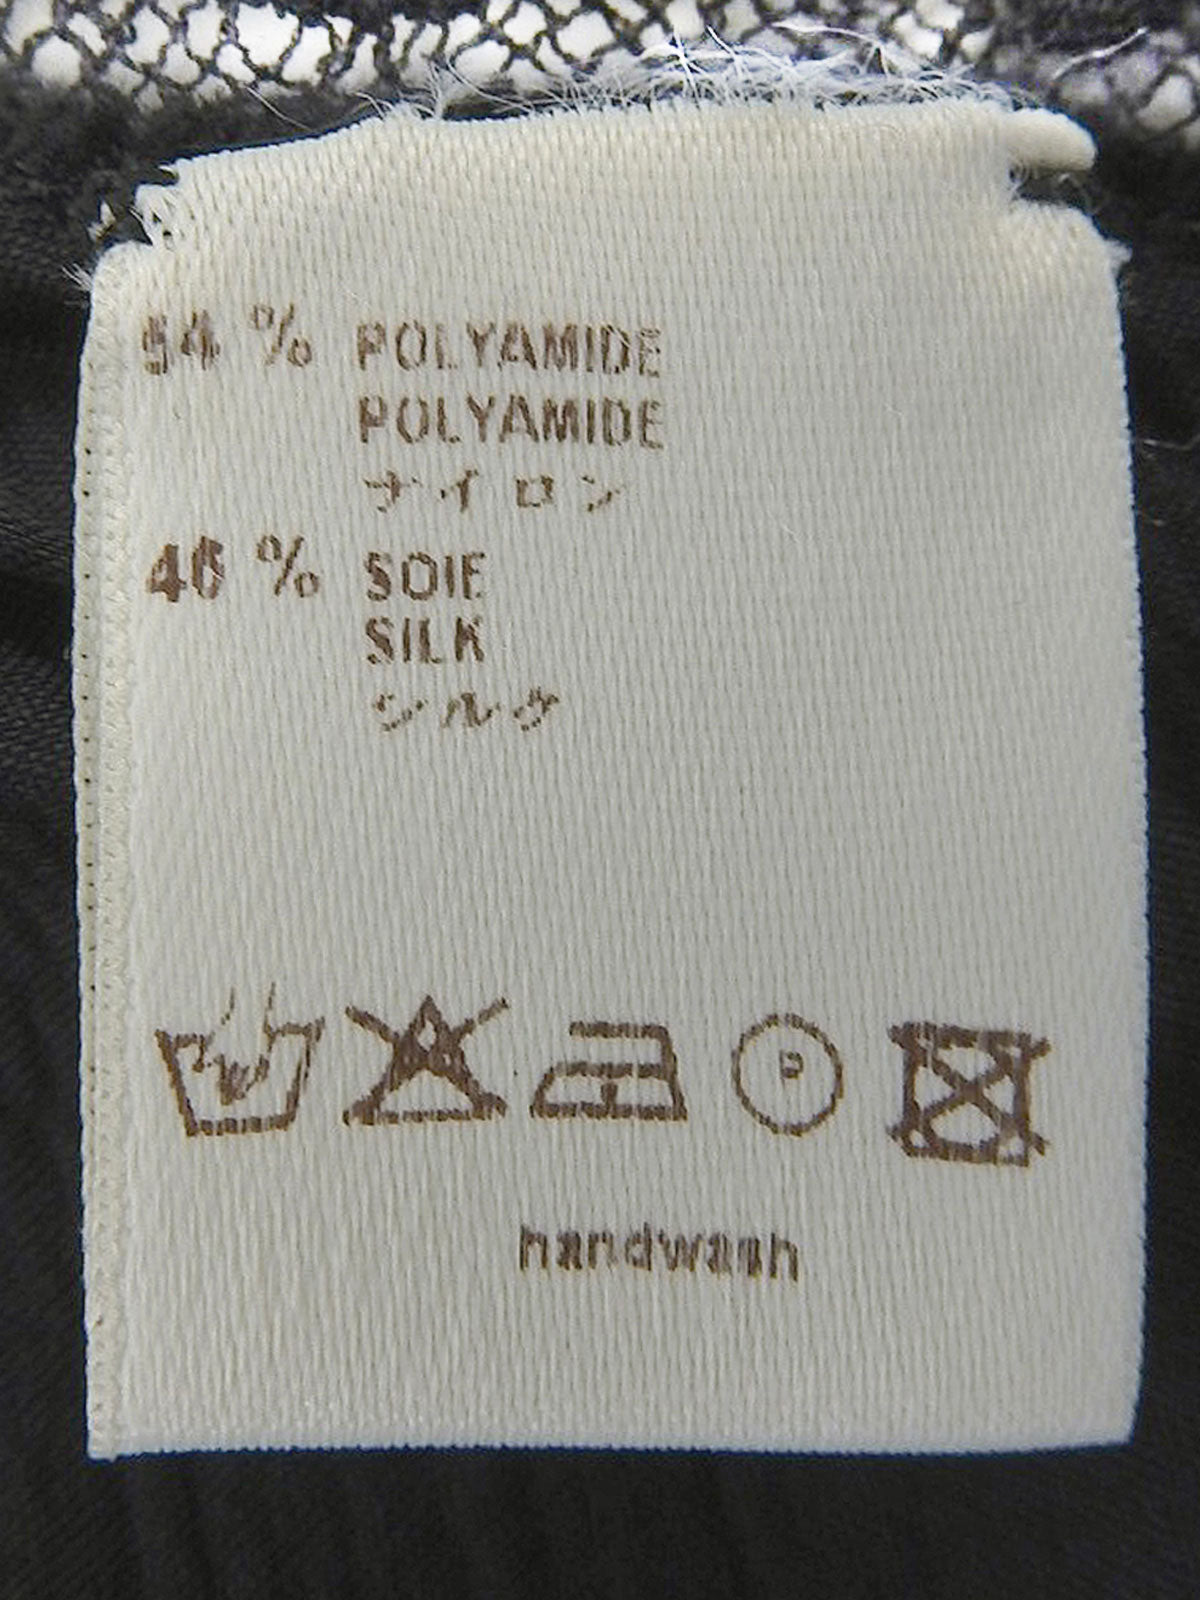 54 % POLYAMIDE
POLYAMIDE
ナイロン
46 % SOIE
SILK
シルク
P
handwash